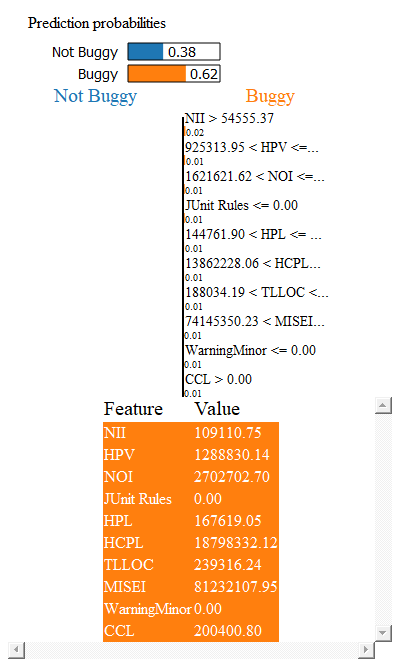 Prediction probabilities
Not Buggy 0.38
Buggy 0.62
Not Buggy Buggy
NII > 54555.37
0.02
925313.95 < HPV <=...
0.01
1621621.62 < NOI <=...
0.01
JUnit Rules <= 0.00
0.01
144761.90 < HPL <= ...
0.01
13862228.06 < HCPL...
0.01
188034.19 < TLLOC <...
0.01
74145350.23 < MISEI...
0.01
WarningMinor <= 0.00
0.01
CCL > 0.00
0.01
Feature Value
NII 109110.75
HPV 1288830.14
NOI 2702702.70
JUnit Rules 0.00
HPL 167619.05
HCPL 18798332.12
TLLOC 239316.24
MISEI 81232107.95
WarningMinor 0.00
CCL 200400.80